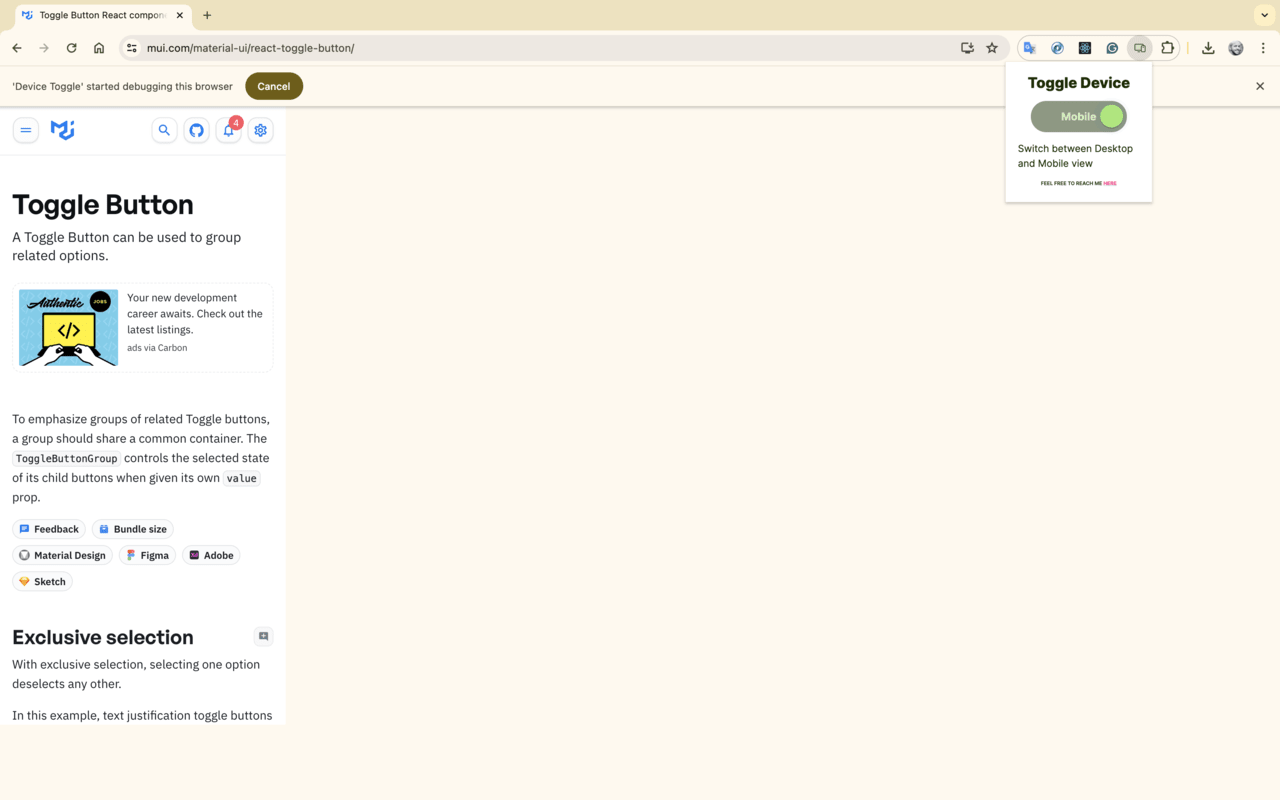 Toggle Button React compon
mui.com/material-ui/react-toggle-button/
'Device Toggle' started debugging this browser
Cancel
Toggle Device
Mobile
Switch between Desktop
and Mobile view
FEEL FREE TO REACH ME HERE
4
Toggle Button
A Toggle Button can be used to group
related options.
Authentic
JOBS
</>
Your new development
career awaits. Check out the
latest listings.
ads via Carbon
To emphasize groups of related Toggle buttons,
a group should share a common container. The
ToggleButtonGroup controls the selected state
of its child buttons when given its own value
prop.
Feedback
Bundle size
Material Design
Figma
Adobe
Sketch
Exclusive selection
With exclusive selection, selecting one option
deselects any other.
In this example, text justification toggle buttons